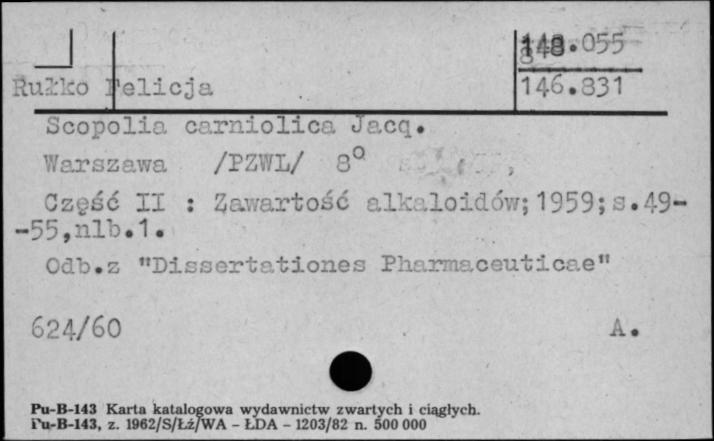 148.055
Rułko Felicja
146.831
Scopolia carniolica Jacq.
Warszawa /PZWL/ 8°
Część II : Zawartość alkaloidów; 1959; s.49-
-55,nlb.1.
Odb.z "Dissertationes Pharmaceuticae"
624/60 A.
Pu-B-143 Karta katalogowa wydawnictw zwartych i ciągłych.
Pu-B-143, z. 1962/S/Łź/WA – ŁDA – 1203/82 n. 500 000